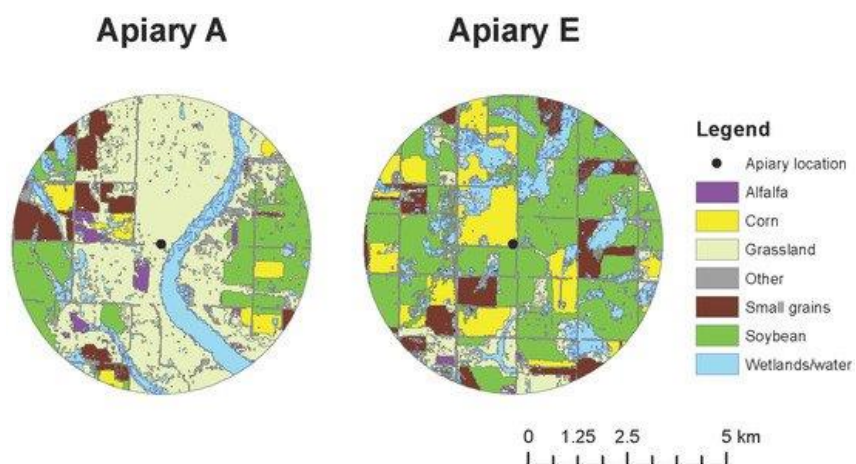 Apiary A
Apiary E
Legend
Apiary location
Alfalfa
Corn
Grassland
Other
Small grains
Soybean
Wetlands/water
0 1.25 2.5 5 km